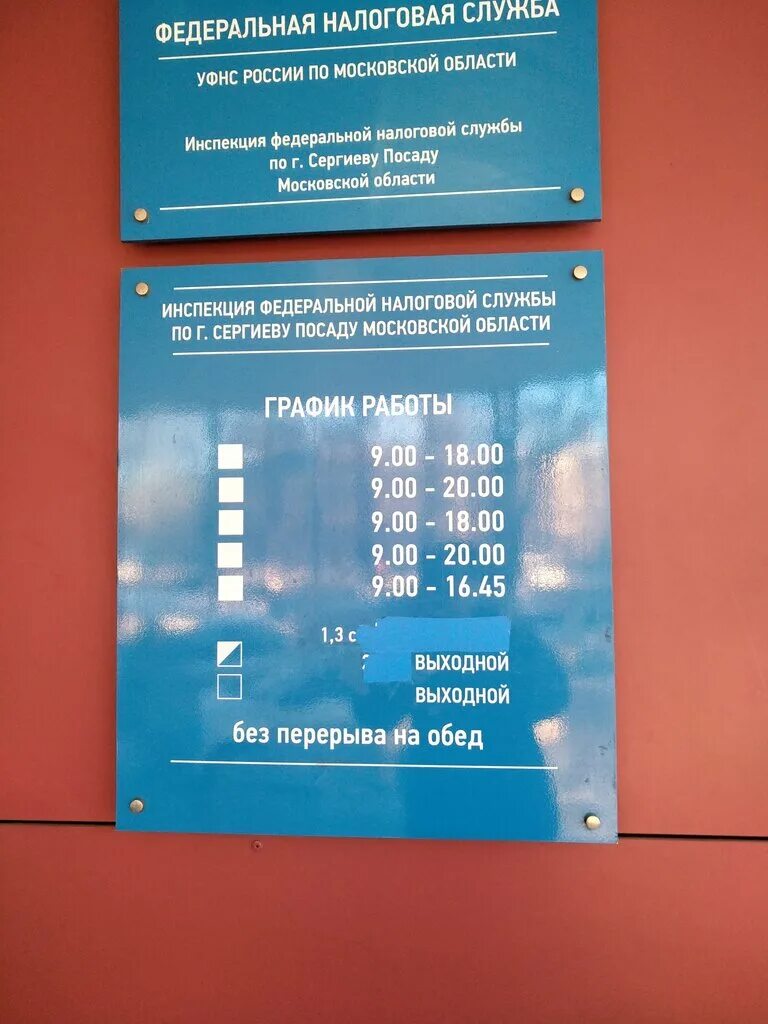 ФЕДЕРАЛЬНАЯ НАЛОГОВАЯ СЛУЖБА
УФНС РОССИИ ПО МОСКОВСКОЙ ОБЛАСТИ
Инспекция федеральной налоговой службы
по г. Сергиеву Посаду
Московской области
ИНСПЕКЦИЯ ФЕДЕРАЛЬНОЙ НАЛОГОВОЙ СЛУЖБЫ
ПО Г. СЕРГИЕВУ ПОСАДУ МОСКОВСКОЙ ОБЛАСТИ
ГРАФИК РАБОТЫ
9.00 - 18.00
9.00 - 20.00
9.00 - 18.00
9.00 - 20.00
9.00 - 16.45
1,3
ВЫХОДНОЙ
ВЫХОДНОЙ
без перерыва на обед